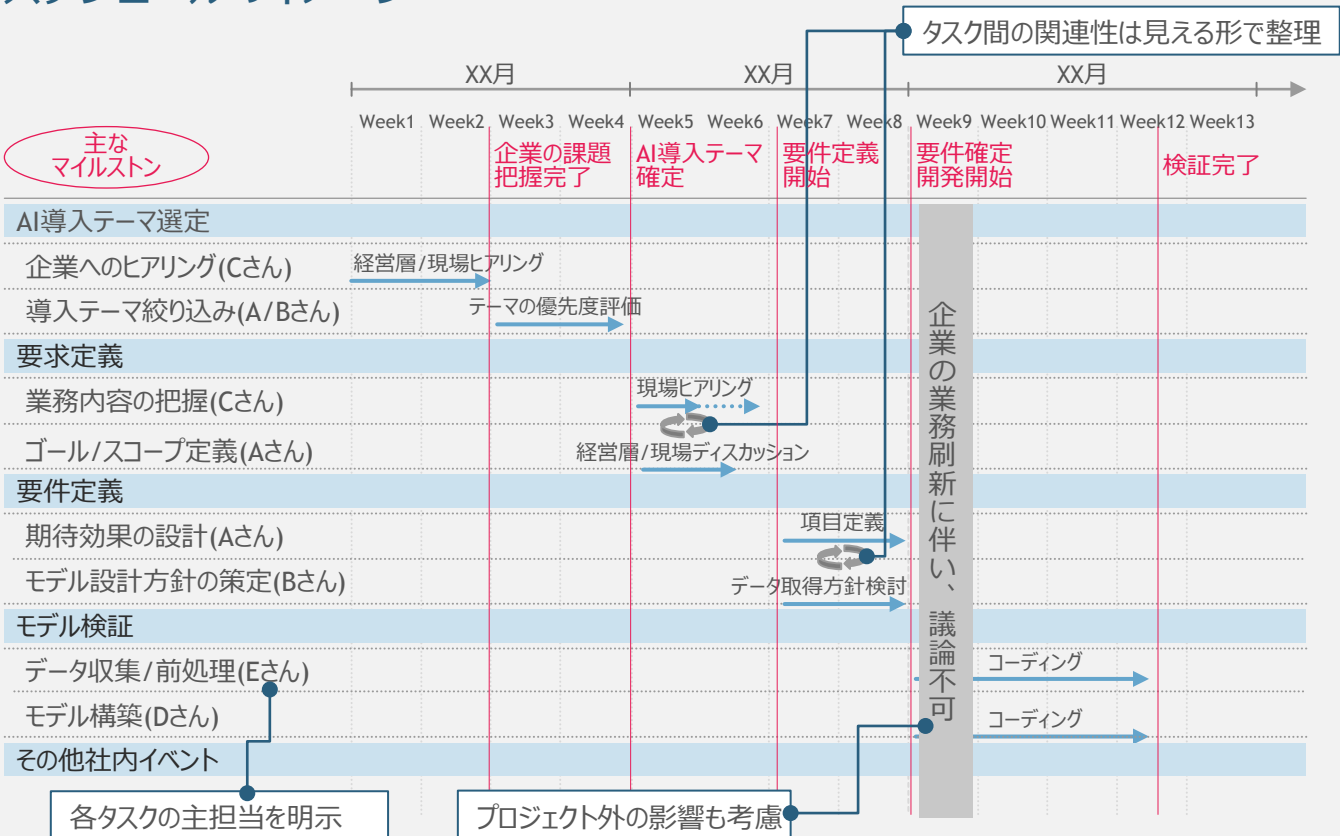 タスク間の関連性は見える形で整理
XX月 XX月 XX月
Week1 Week2 Week3 Week4 Week5 Week6 Week7 Week8 Week9 Week10 Week11 Week12 Week13
主な
マイルストン
企業の課題
把握完了
AI導入テーマ
確定
要件定義
開始
要件確定
開発開始
検証完了
AI導入テーマ選定
企業へのヒアリング(Cさん)
経営層/現場ヒアリング
導入テーマ絞り込み(A/Bさん)
テーマの優先度評価
要求定義
業務内容の把握(Cさん)
現場ヒアリング
ゴール/スコープ定義(Aさん)
経営層/現場ディスカッション
要件定義
期待効果の設計(Aさん)
項目定義
モデル設計方針の策定(Bさん)
データ取得方針検討
企業の業務刷新に伴い、議論不可
モデル検証
データ収集/前処理(Eさん)
コーディング
モデル構築(Dさん)
コーディング
その他社内イベント
各タスクの主担当を明示
プロジェクト外の影響も考慮